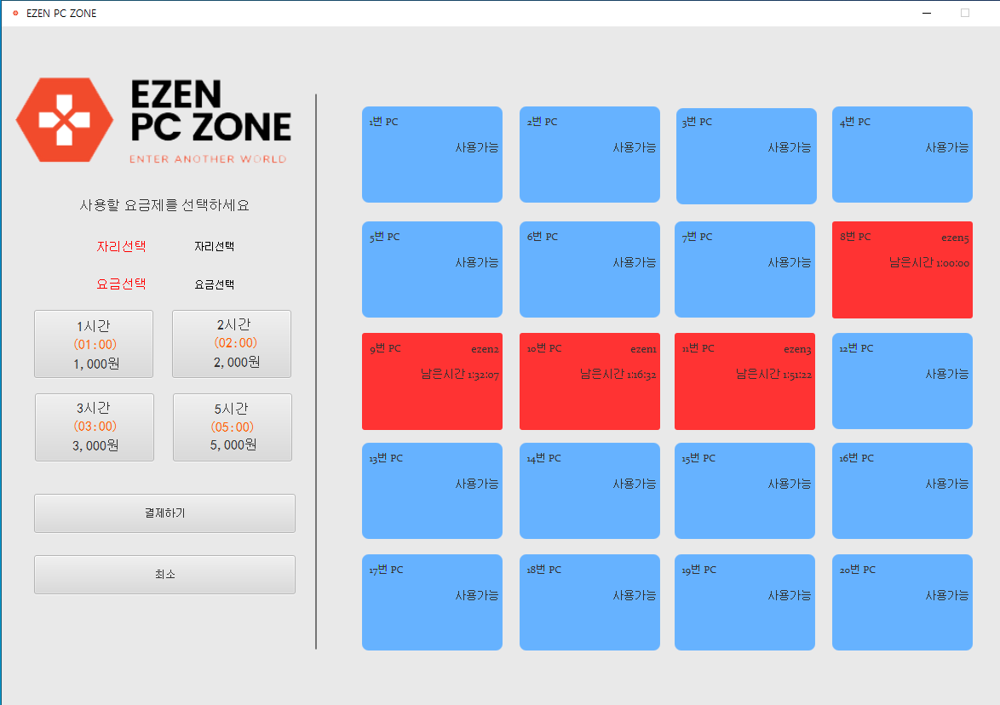 EZEN PC ZONE
EZEN
PC ZONE
ENTER ANOTHER WORLD
사용할 요금제를 선택하세요
자리선택 자리선택
요금선택 요금선택
1시간
(01:00)
1,000원
2시간
(02:00)
2,000원
3시간
(03:00)
3,000원
5시간
(05:00)
5,000원
결제하기
최소
1번 PC
사용가능
2번 PC
사용가능
3번 PC
사용가능
4번 PC
사용가능
5번 PC
사용가능
6번 PC
사용가능
7번 PC
사용가능
8번 PC ezen5
남은시간 1:00:00
9번 PC ezen2
남은시간 1:32:07
10번 PC ezen1
남은시간 1:16:32
11번 PC ezen3
남은시간 1:51:22
12번 PC
사용가능
13번 PC
사용가능
14번 PC
사용가능
15번 PC
사용가능
16번 PC
사용가능
17번 PC
사용가능
18번 PC
사용가능
19번 PC
사용가능
20번 PC
사용가능